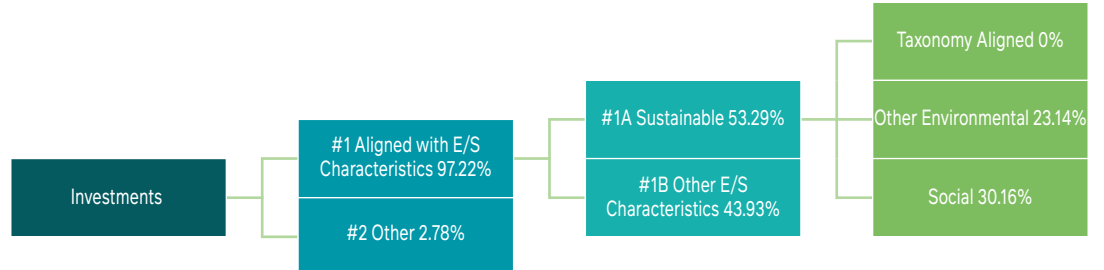 Investments
#1 Aligned with E/S
Characteristics 97.22%
#2 Other 2.78%
#1A Sustainable 53.29%
#1B Other E/S
Characteristics 43.93%
Taxonomy Aligned 0%
Other Environmental 23.14%
Social 30.16%